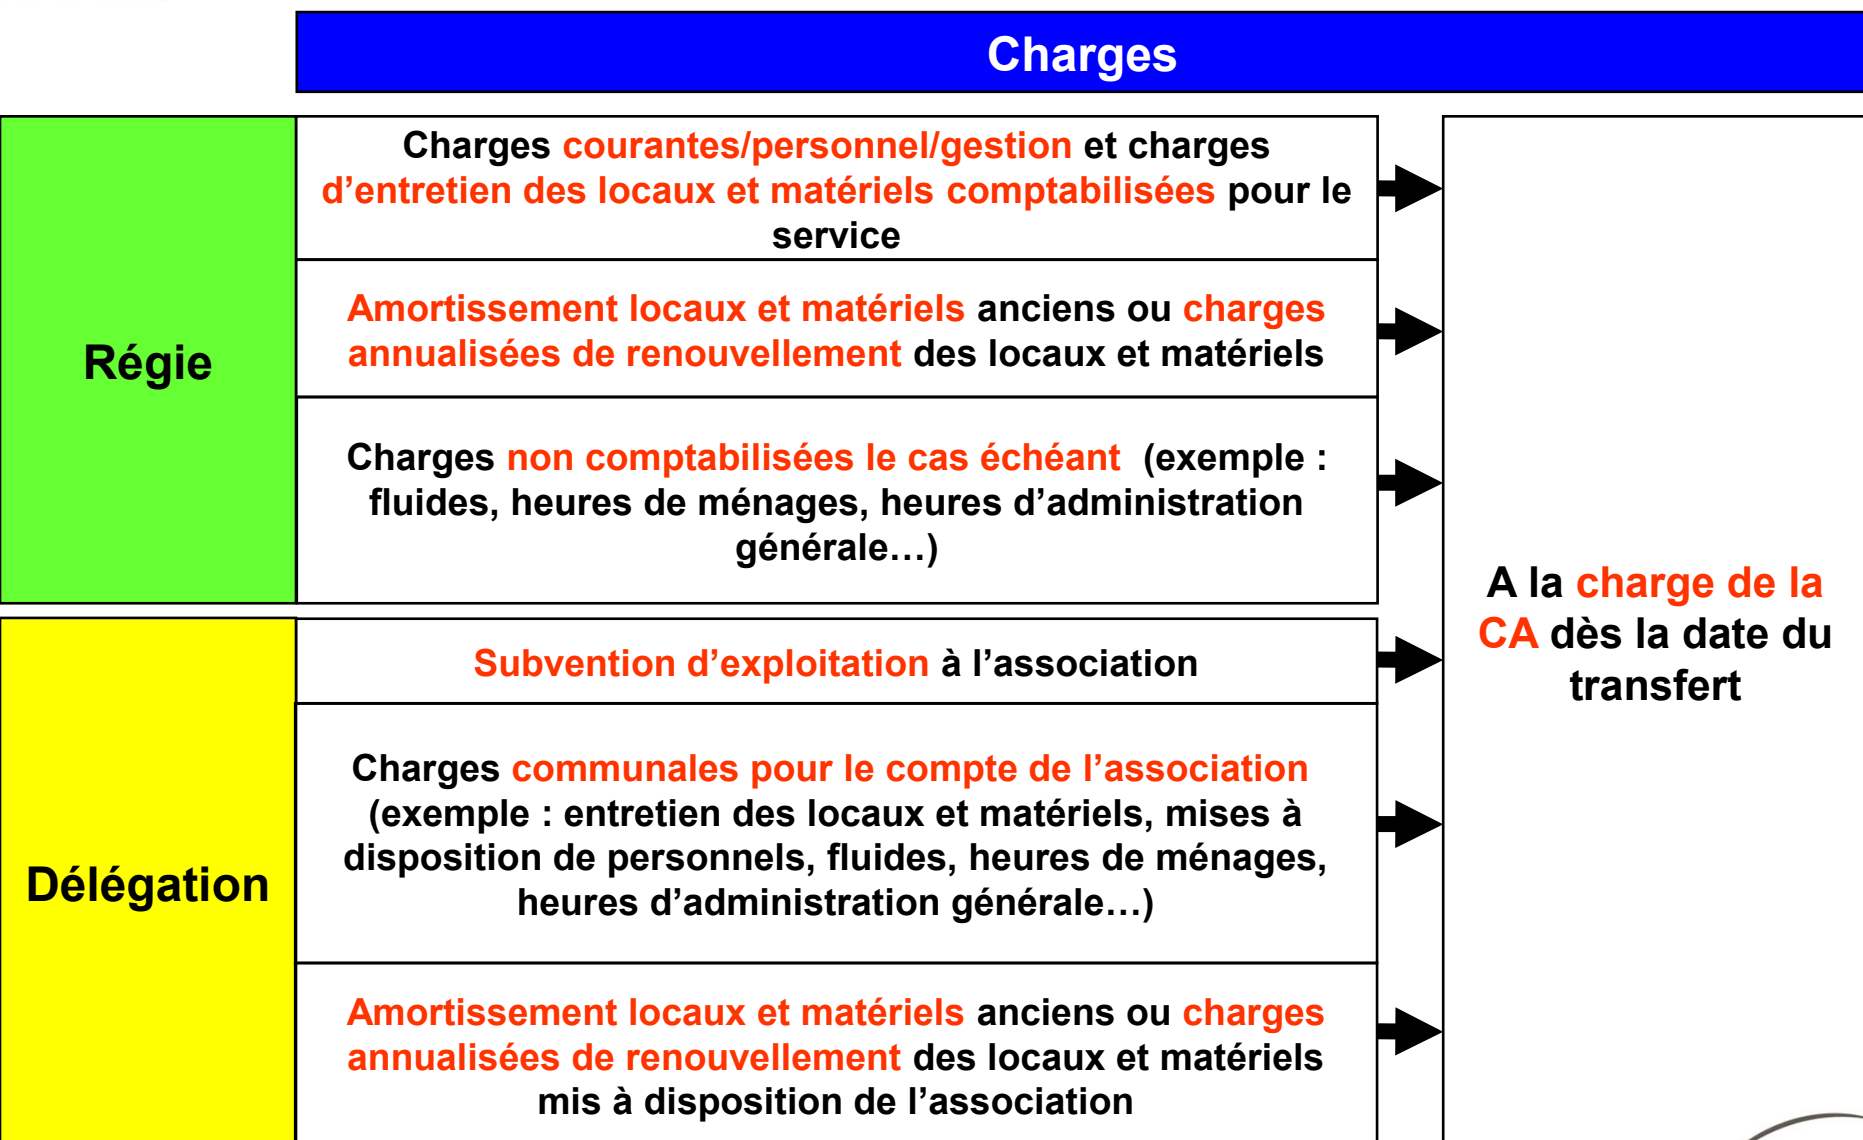 Charges
Régie
Charges courantes/personnel/gestion et charges
d’entretien des locaux et matériels comptabilisées pour le
service
Amortissement locaux et matériels anciens ou charges
annualisées de renouvellement des locaux et matériels
Charges non comptabilisées le cas échéant (exemple :
fluides, heures de ménages, heures d’administration
générale…)
Délégation
Subvention d’exploitation à l’association
Charges communales pour le compte de l’association
(exemple : entretien des locaux et matériels, mises à
disposition de personnels, fluides, heures de ménages,
heures d’administration générale…)
Amortissement locaux et matériels anciens ou charges
annualisées de renouvellement des locaux et matériels
mis à disposition de l’association
A la charge de la
CA dès la date du
transfert